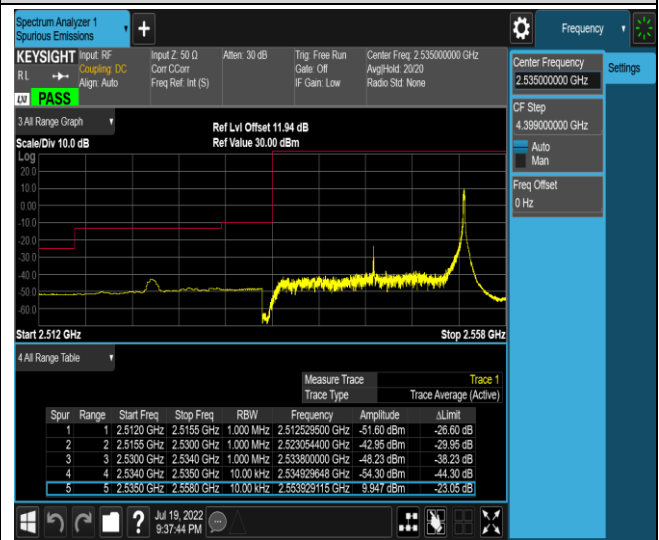 Spectrum Analyzer 1
Spurious Emissions
+
Frequency
KEYSIGHT Input: RF Input Z: 50 Ω Atten: 30 dB Trig: Free Run Center Freq: 2.535000000 GHz
RL Coupling: DC Corr CCorr Gate: Off Avg|Hold: 20/20
Align: Auto Freq Ref: Int (S) IF Gain: Low Radio Std: None
LXI PASS
Center Frequency
2.535000000 GHz
Settings
CF Step
4.399000000 GHz
Auto
Man
Freq Offset
0 Hz
3 All Range Graph
Ref Lvl Offset 11.94 dB
Scale/Div 10.0 dB Ref Value 30.00 dBm
Log
20.0
10.0
0.00
-10.0
-20.0
-30.0
-40.0
-50.0
-60.0
Start 2.512 GHz Stop 2.558 GHz
4 All Range Table
Measure Trace Trace 1
Trace Type Trace Average (Active)
Spur Range Start Freq Stop Freq RBW Frequency Amplitude ΔLimit
1 1 2.5120 GHz 2.5155 GHz 1.000 MHz 2.512529500 GHz -51.60 dBm -26.60 dB
2 2 2.5155 GHz 2.5300 GHz 1.000 MHz 2.523054400 GHz -42.95 dBm -29.95 dB
3 3 2.5300 GHz 2.5340 GHz 1.000 MHz 2.533800000 GHz -48.23 dBm -38.23 dB
4 4 2.5340 GHz 2.5350 GHz 10.00 kHz 2.534929648 GHz -54.30 dBm -44.30 dB
5 5 2.5350 GHz 2.5580 GHz 10.00 kHz 2.553929115 GHz 9.947 dBm -23.05 dB
? Jul 19, 2022
9:37:44 PM